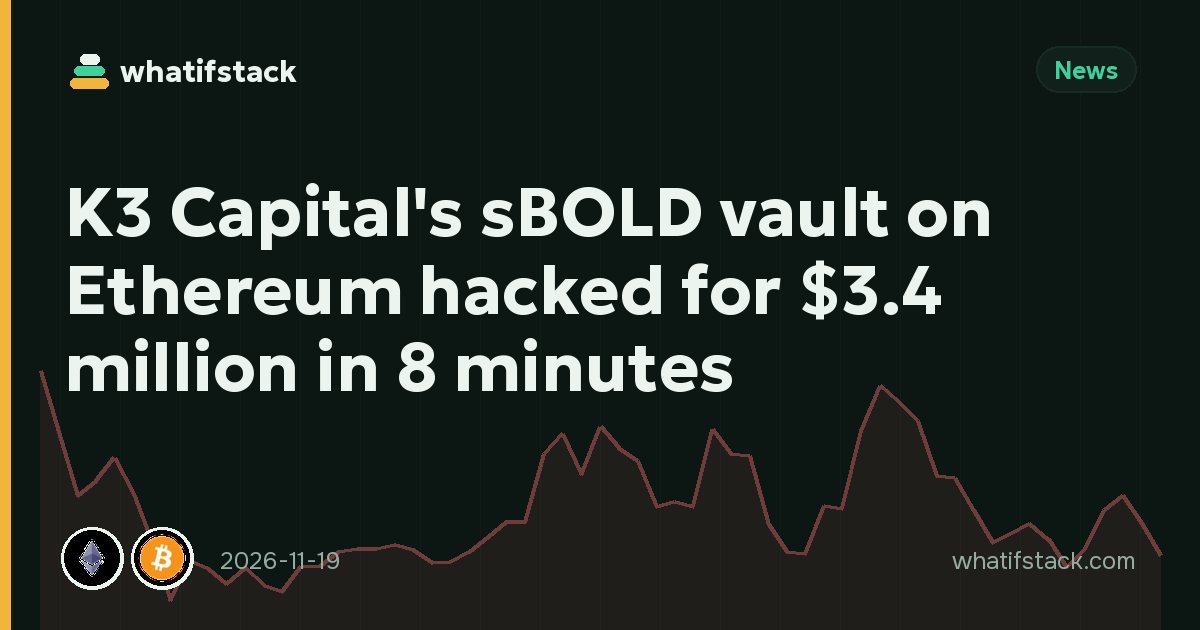 whatifstack
News
K3 Capital's sBOLD vault on
Ethereum hacked for $3.4
million in 8 minutes
2026-11-19
whatifstack.com